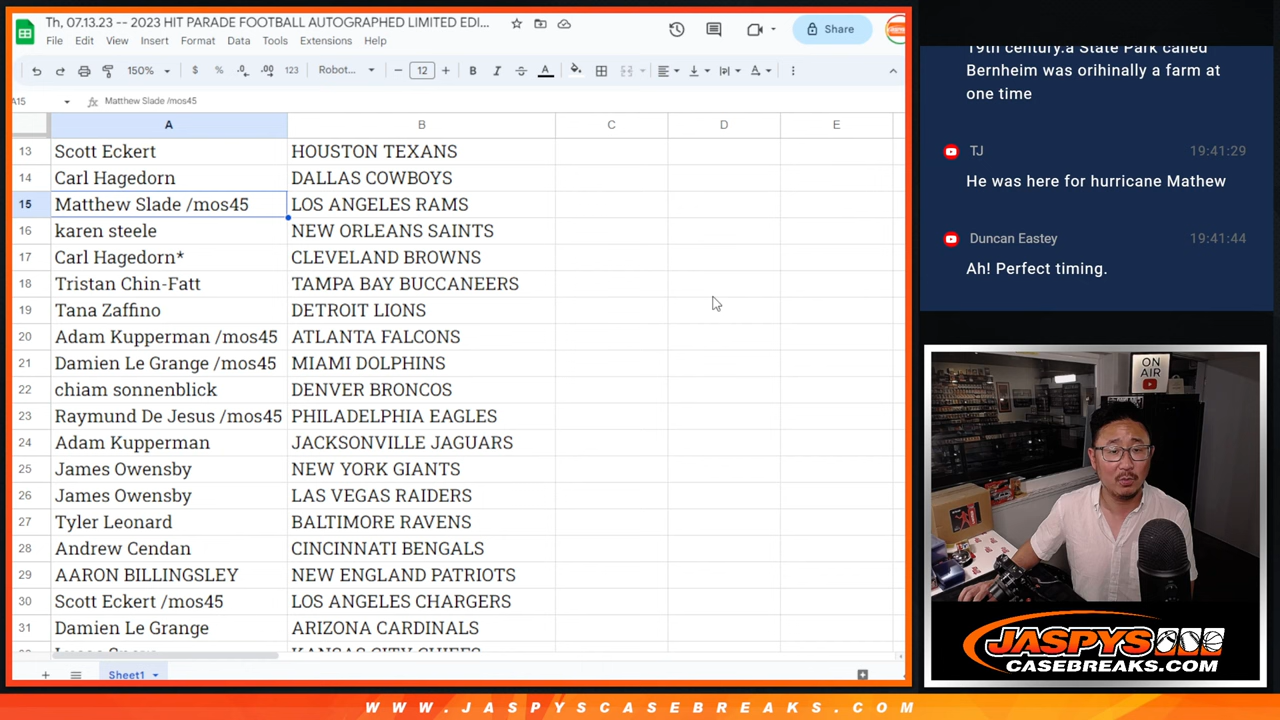 Th, 07.13.23 -- 2023 HIT PARADE FOOTBALL AUTOGRAPHED LIMITED EDI...
File Edit View Insert Format Data Tools Extensions Help
Share
150% $ % .0 .00 123 Robot... 12 B I A
A15 fx Matthew Slade /mos45
A B C D E
13 Scott Eckert HOUSTON TEXANS
14 Carl Hagedorn DALLAS COWBOYS
15 Matthew Slade /mos45 LOS ANGELES RAMS
16 karen steele NEW ORLEANS SAINTS
17 Carl Hagedorn* CLEVELAND BROWNS
18 Tristan Chin-Fatt TAMPA BAY BUCCANEERS
19 Tana Zaffino DETROIT LIONS
20 Adam Kupperman /mos45 ATLANTA FALCONS
21 Damien Le Grange /mos45 MIAMI DOLPHINS
22 chiam sonnenblick DENVER BRONCOS
23 Raymund De Jesus /mos45 PHILADELPHIA EAGLES
24 Adam Kupperman JACKSONVILLE JAGUARS
25 James Owensby NEW YORK GIANTS
26 James Owensby LAS VEGAS RAIDERS
27 Tyler Leonard BALTIMORE RAVENS
28 Andrew Cendan CINCINNATI BENGALS
29 AARON BILLINGSLEY NEW ENGLAND PATRIOTS
30 Scott Eckert /mos45 LOS ANGELES CHARGERS
31 Damien Le Grange ARIZONA CARDINALS
KANSAS CITY CHIEFS
Sheet1
19th century.a State Park called
Bernheim was orihinally a farm at
one time
TJ 19:41:29
He was here for hurricane Mathew
Duncan Eastey 19:41:44
Ah! Perfect timing.
ON
AIR
JASPYS
CASEBREAKS.COM
WWW.JASPYSCASEBREAKS.COM